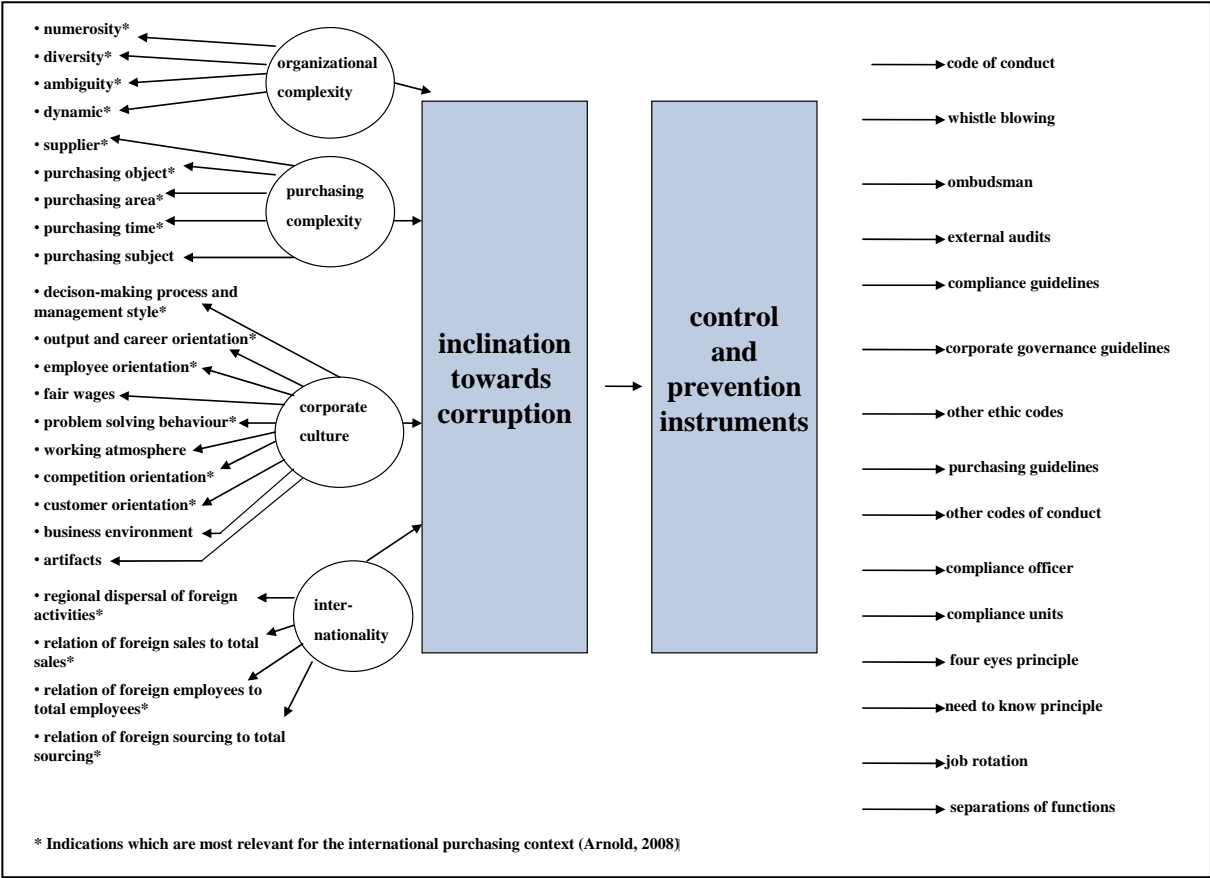 • numerosity*
• diversity*
• ambiguity*
• dynamic*
organizational
complexity
• supplier*
• purchasing object*
• purchasing area*
• purchasing time*
• purchasing subject
purchasing
complexity
• decison-making process and
management style*
• output and career orientation*
• employee orientation*
• fair wages
• problem solving behaviour*
• working atmosphere
• competition orientation*
• customer orientation*
• business environment
• artifacts
corporate
culture
• regional dispersal of foreign
activities*
• relation of foreign sales to total
sales*
• relation of foreign employees to
total employees*
• relation of foreign sourcing to total
sourcing*
inter-
nationality
inclination
towards
corruption
control
and
prevention
instruments
code of conduct
whistle blowing
ombudsman
external audits
compliance guidelines
corporate governance guidelines
other ethic codes
purchasing guidelines
other codes of conduct
compliance officer
compliance units
four eyes principle
need to know principle
job rotation
separations of functions
* Indications which are most relevant for the international purchasing context (Arnold, 2008)